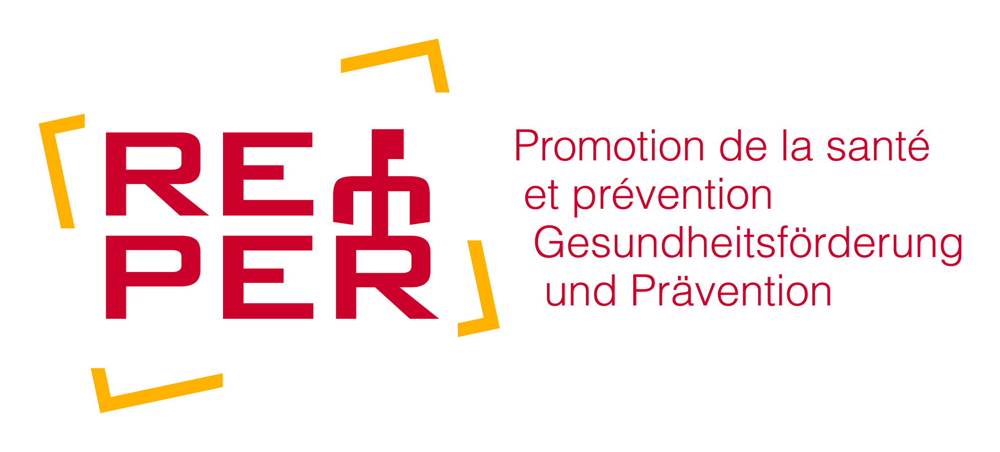 RE
PER
Promotion de la santé
et prévention
Gesundheitsförderung
und Prävention